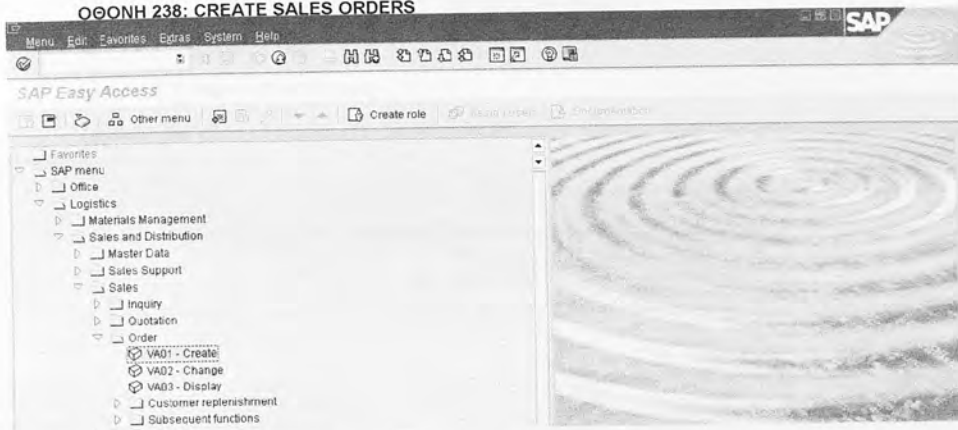 ΟΘΟΝΗ 238: CREATE SALES ORDERS
SAP
Menu Edit Favorites Extras System Help
SAP Easy Access
Other menu Create role
Favorites
SAP menu
Office
Logistics
Materials Management
Sales and Distribution
Master Data
Sales Support
Sales
Inquiry
Quotation
Order
VA01 - Create
VA02 - Change
VA03 - Display
Customer replenishment
Subsecuent functions